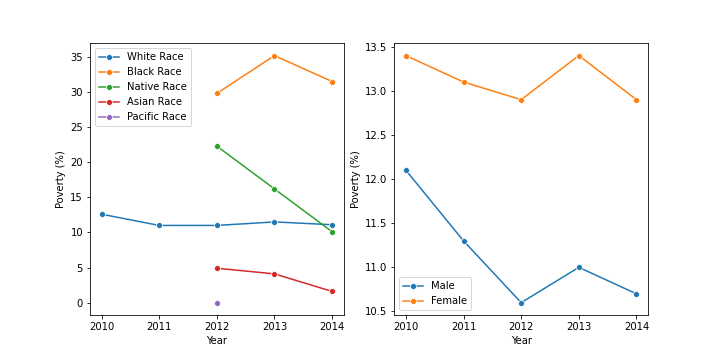 White Race
Black Race
Native Race
Asian Race
Pacific Race
35
30
25
20
15
10
5
0
Poverty (%)
2010 2011 2012 2013 2014
Year
13.5
13.0
12.5
12.0
11.5
11.0
10.5
Poverty (%)
Male
Female
2010 2011 2012 2013 2014
Year